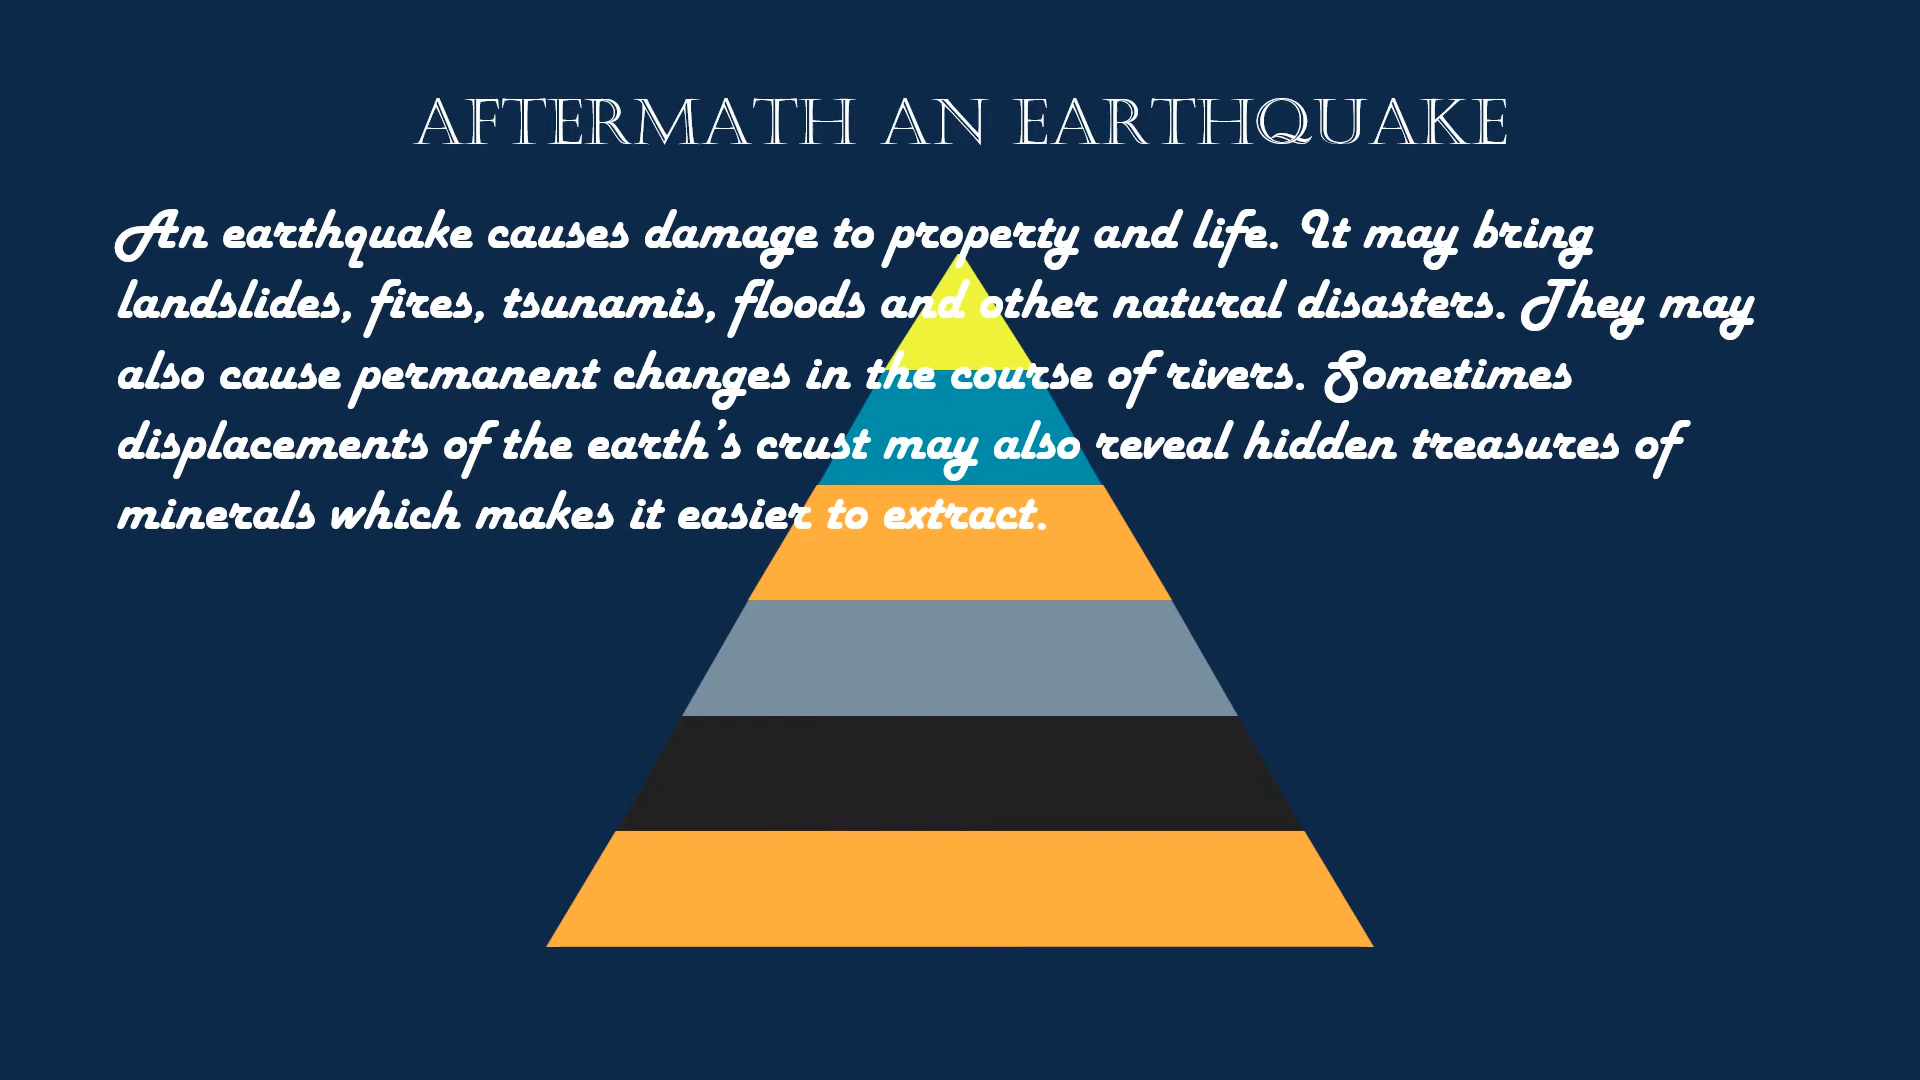 AFTERMATH AN EARTHQUAKE
An earthquake causes damage to property and life. It may bring
landslides, fires, tsunamis, floods and other natural disasters. They may
also cause permanent changes in the course of rivers. Sometimes
displacements of the earth’s crust may also reveal hidden treasures of
minerals which makes it easier to extract.